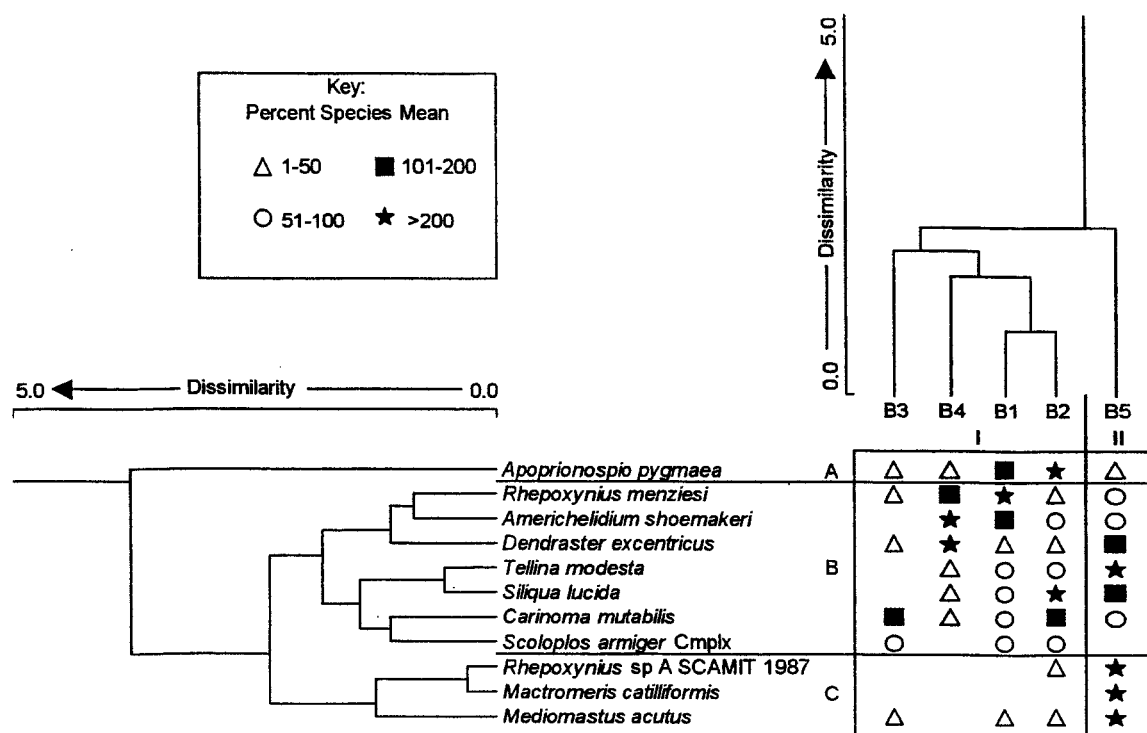 Key:
Percent Species Mean
1-50 101-200
51-100 >200
5.0
Dissimilarity
0.0
5.0 Dissimilarity 0.0
B3 B4 B1 B2 B5
I II
Apoprionospio pygmaea A
Rhepoxynius menziesi
Americhelidium shoemakeri
Dendraster excentricus
Tellina modesta B
Siliqua lucida
Carinoma mutabilis
Scoloplos armiger Cmplx
Rhepoxynius sp A SCAMIT 1987
Mactromeris catilliformis C
Mediomastus acutus